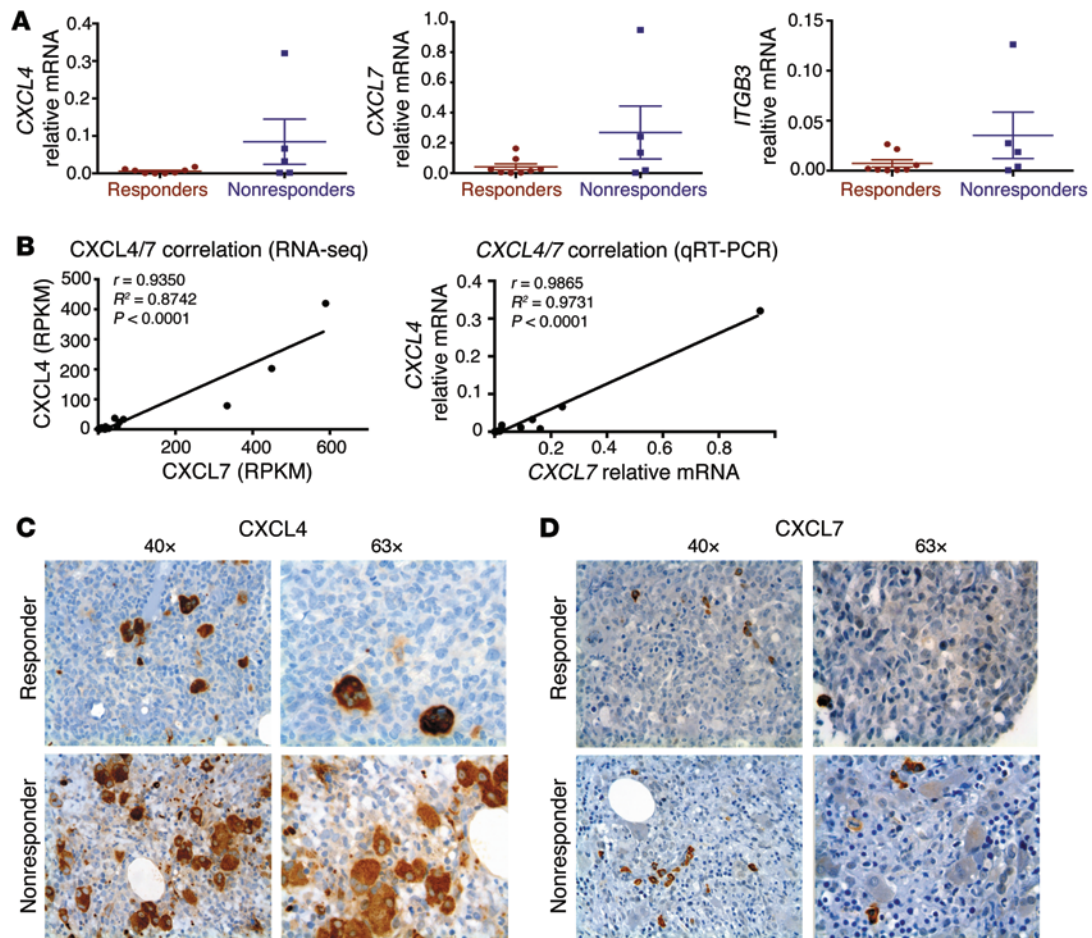 A
CXCL4
relative mRNA
0.4
0.3
0.2
0.1
0.0
Responders
Nonresponders
CXCL7
relative mRNA
1.0
0.8
0.6
0.4
0.2
0.0
Responders
Nonresponders
ITGB3
relative mRNA
0.15
0.10
0.05
0.00
Responders
Nonresponders
B
CXCL4/7 correlation (RNA-seq)
r = 0.9350
R² = 0.8742
P < 0.0001
CXCL4 (RPKM)
500
400
300
200
100
0
200
400
600
CXCL7 (RPKM)
CXCL4/7 correlation (qRT-PCR)
r = 0.9865
R² = 0.9731
P < 0.0001
CXCL4
relative mRNA
0.4
0.3
0.2
0.1
0
0.2
0.4
0.6
0.8
CXCL7 relative mRNA
C
CXCL4
40×
63×
Responder
Nonresponder
D
CXCL7
40×
63×
Responder
Nonresponder